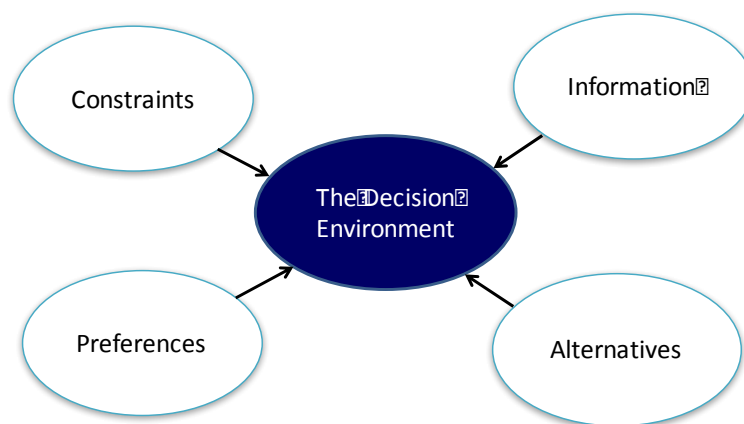 Constraints
Information⍰
The⍰Decision⍰
Environment
Preferences
Alternatives